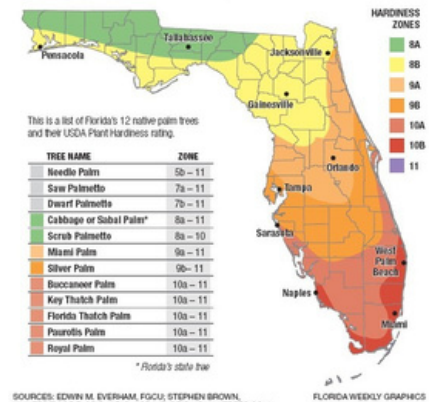 HARDINESS
ZONES
8A
8B
9A
9B
10A
10B
11
Tallahassee
Jacksonville
Pensacola
Gainesville
Orlando
Tampa
Sarasota
West
Palm
Beach
Naples
Miami
This is a list of Florida's 12 native palm trees
and their USDA Plant Hardiness rating.
TREE NAME ZONE
Needle Palm 5b – 11
Saw Palmetto 7a – 11
Dwarf Palmetto 7b – 11
Cabbage or Sabal Palm* 8a – 11
Scrub Palmetto 8a – 10
Miami Palm 9a – 11
Silver Palm 9b– 11
Buccaneer Palm 10a – 11
Key Thatch Palm 10a – 11
Florida Thatch Palm 10a – 11
Paurotis Palm 10a – 11
Royal Palm 10a – 11
* Florida's state tree
SOURCES: EDWIN M. EVERHAM, FGCU; STEPHEN BROWN,
FLORIDA WEEKLY GRAPHICS